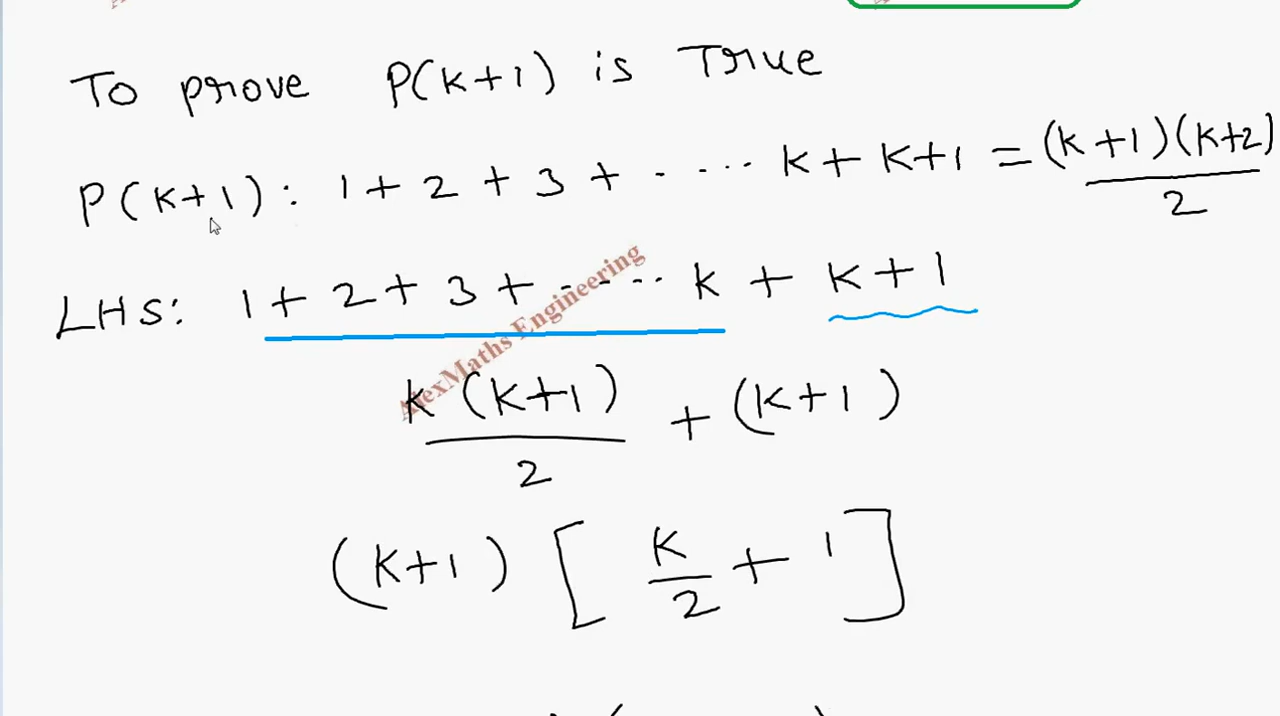 To prove P(K+1) is True
P(K+1): 1 + 2 + 3 + ..... K + K+1 = (K+1)(K+2)/2
LHS: 1 + 2 + 3 + ..... K + K+1
K(K+1)/2 + (K+1)
(K+1) [ K/2 + 1 ]
AlexMaths Engineering